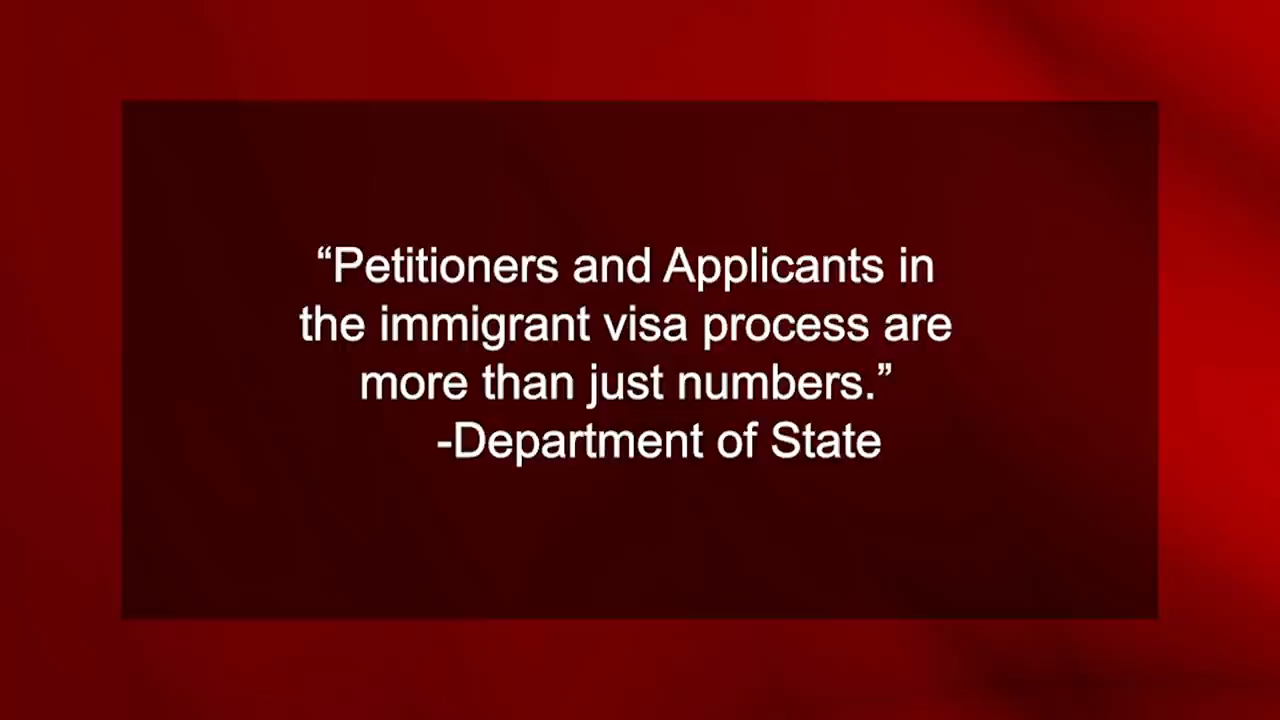 “Petitioners and Applicants in
the immigrant visa process are
more than just numbers.”
-Department of State